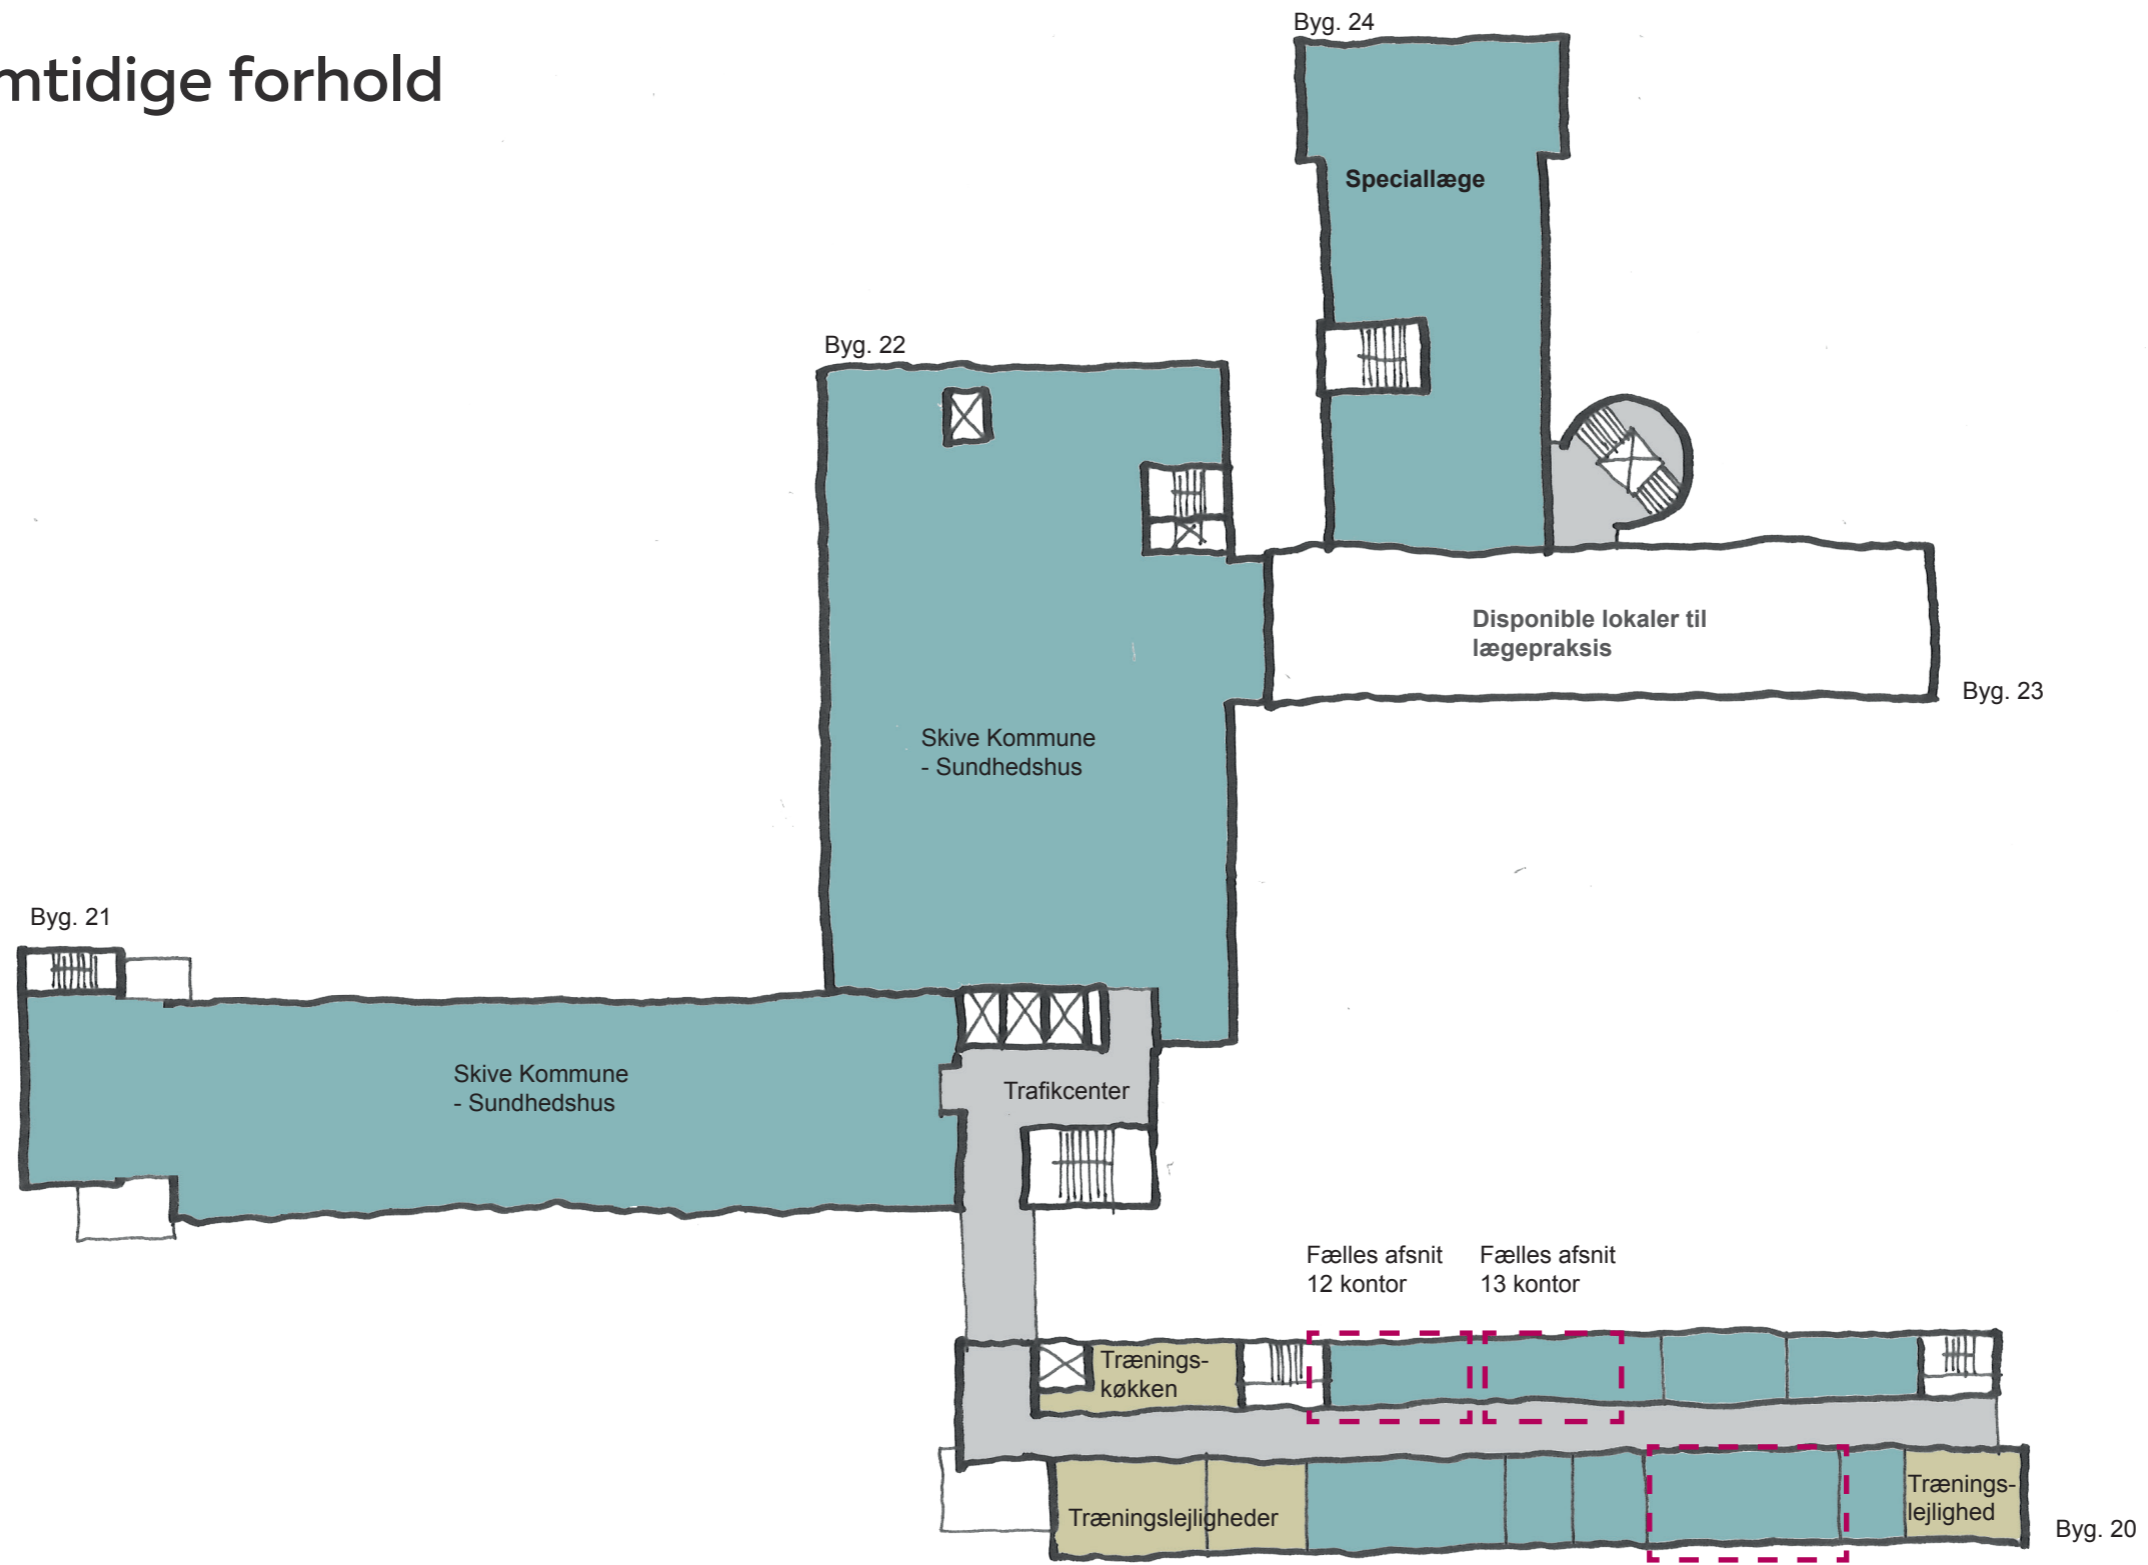 mtidige forhold
Byg. 24
Speciallæge
Byg. 22
Disponible lokaler til
lægepraksis
Byg. 23
Skive Kommune
- Sundhedshus
Byg. 21
Skive Kommune
- Sundhedshus
Trafikcenter
Fælles afsnit
12 kontor
Fælles afsnit
13 kontor
Trænings-
køkken
Træningslejligheder
Trænings-
lejlighed
Byg. 20